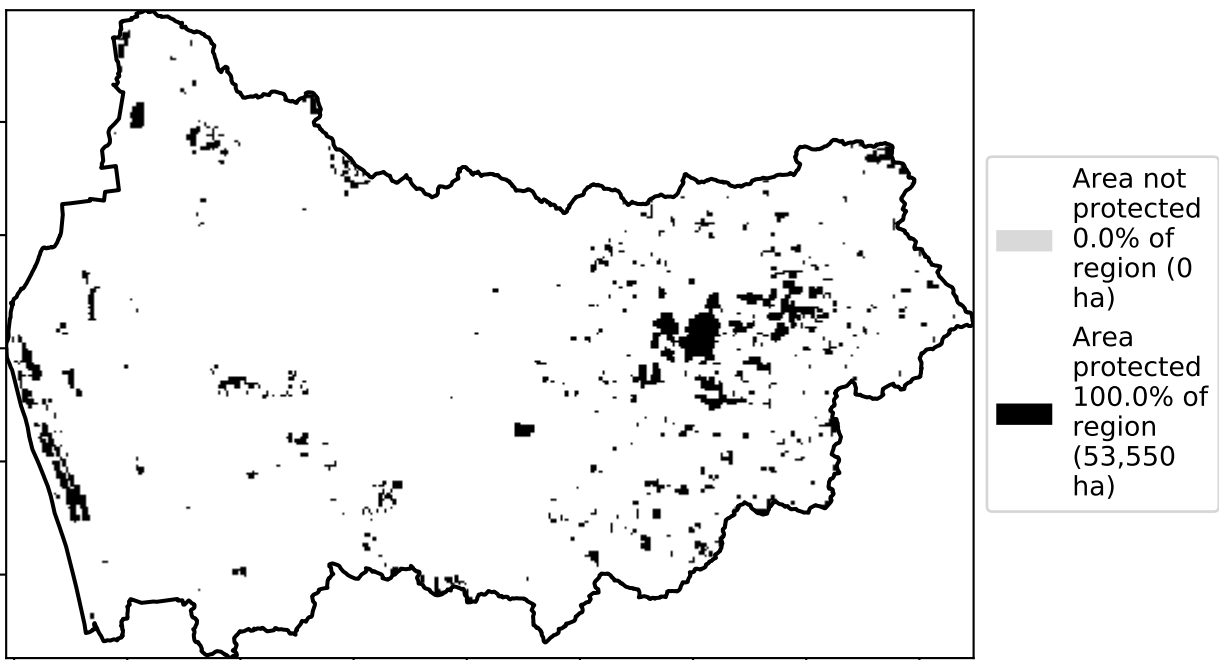 Area not
protected
0.0% of
region (0
ha)
Area
protected
100.0% of
region
(53,550
ha)